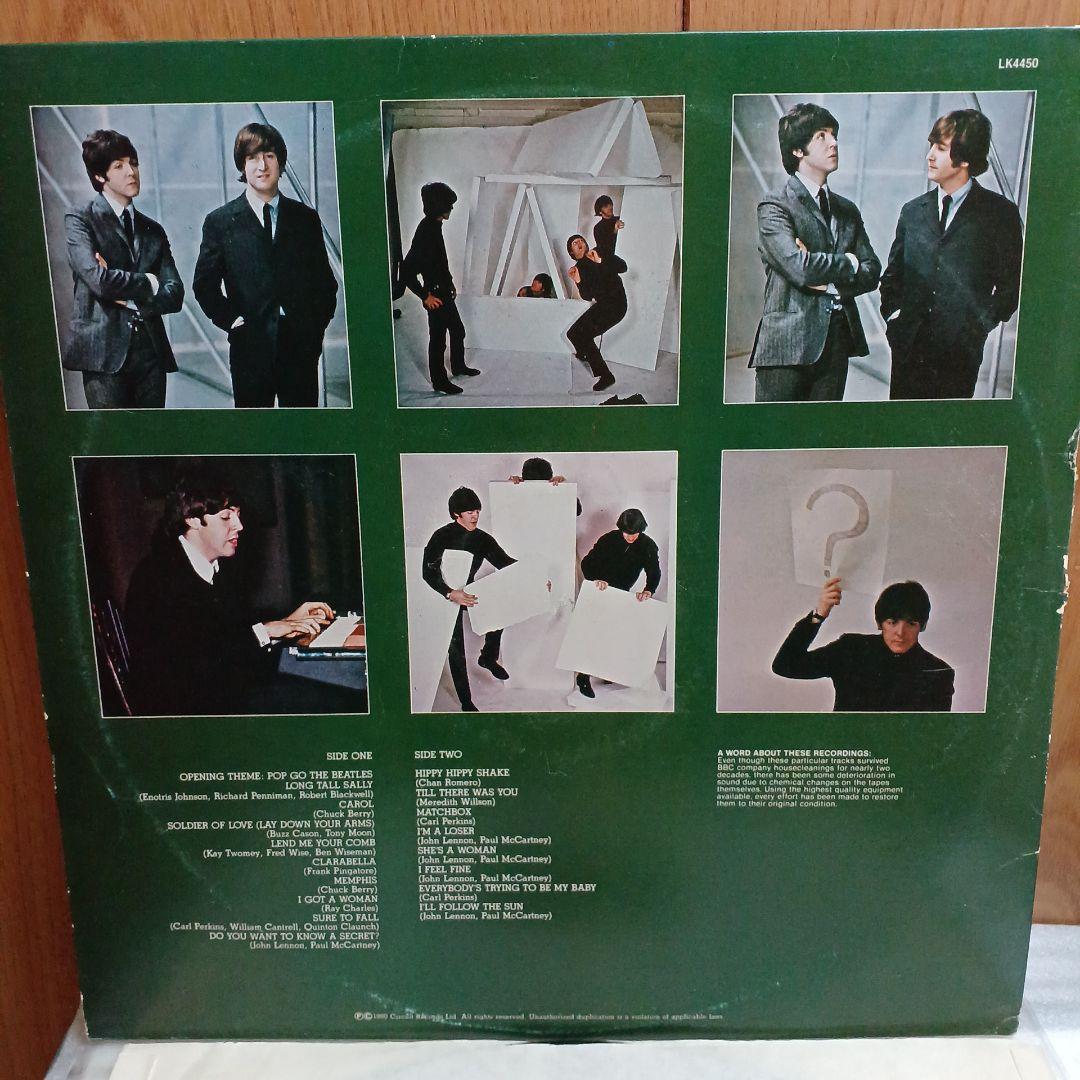 LK4450
?
SIDE ONE
OPENING THEME: POP GO THE BEATLES
LONG TALL SALLY
(Enotris Johnson, Richard Penniman, Robert Blackwell)
CAROL
(Chuck Berry)
SOLDIER OF LOVE (LAY DOWN YOUR ARMS)
(Buzz Cason, Tony Moon)
LEND ME YOUR COMB
(Kay Twomey, Fred Wise, Ben Wiseman)
CLARABELLA
(Frank Pingatore)
MEMPHIS
(Chuck Berry)
I GOT A WOMAN
(Ray Charles)
SURE TO FALL
(Carl Perkins, William Cantrell, Quinton Claunch)
DO YOU WANT TO KNOW A SECRET?
(John Lennon, Paul McCartney)
SIDE TWO
HIPPY HIPPY SHAKE
(Chan Romero)
TILL THERE WAS YOU
(Meredith Willson)
MATCHBOX
(Carl Perkins)
I'M A LOSER
(John Lennon, Paul McCartney)
SHE'S A WOMAN
(John Lennon, Paul McCartney)
I FEEL FINE
(John Lennon, Paul McCartney)
EVERYBODY'S TRYING TO BE MY BABY
(Carl Perkins)
I'LL FOLLOW THE SUN
(John Lennon, Paul McCartney)
A WORD ABOUT THESE RECORDINGS:
Even though these particular tracks survived
BBC company housecleanings for nearly two
decades, there has been some deterioration in
sound due to chemical changes on the tapes
themselves. Using the highest quality equipment
available, every effort has been made to restore
them to their original condition.
Ⓟ©1980 Records Ltd. All rights reserved. Unauthorized duplication is a violation of applicable laws.